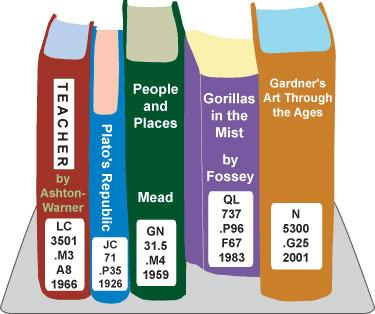 TEACHER
by
Ashton-
Warner
LC
3501
.M3
A8
1966
Plato's Republic
JC
71
.P35
1926
People
and
Places
Mead
GN
31.5
.M4
1959
Gorillas
in the
Mist
by
Fossey
QL
737
.P96
F67
1983
Gardner's
Art Through
the Ages
N
5300
.G25
2001